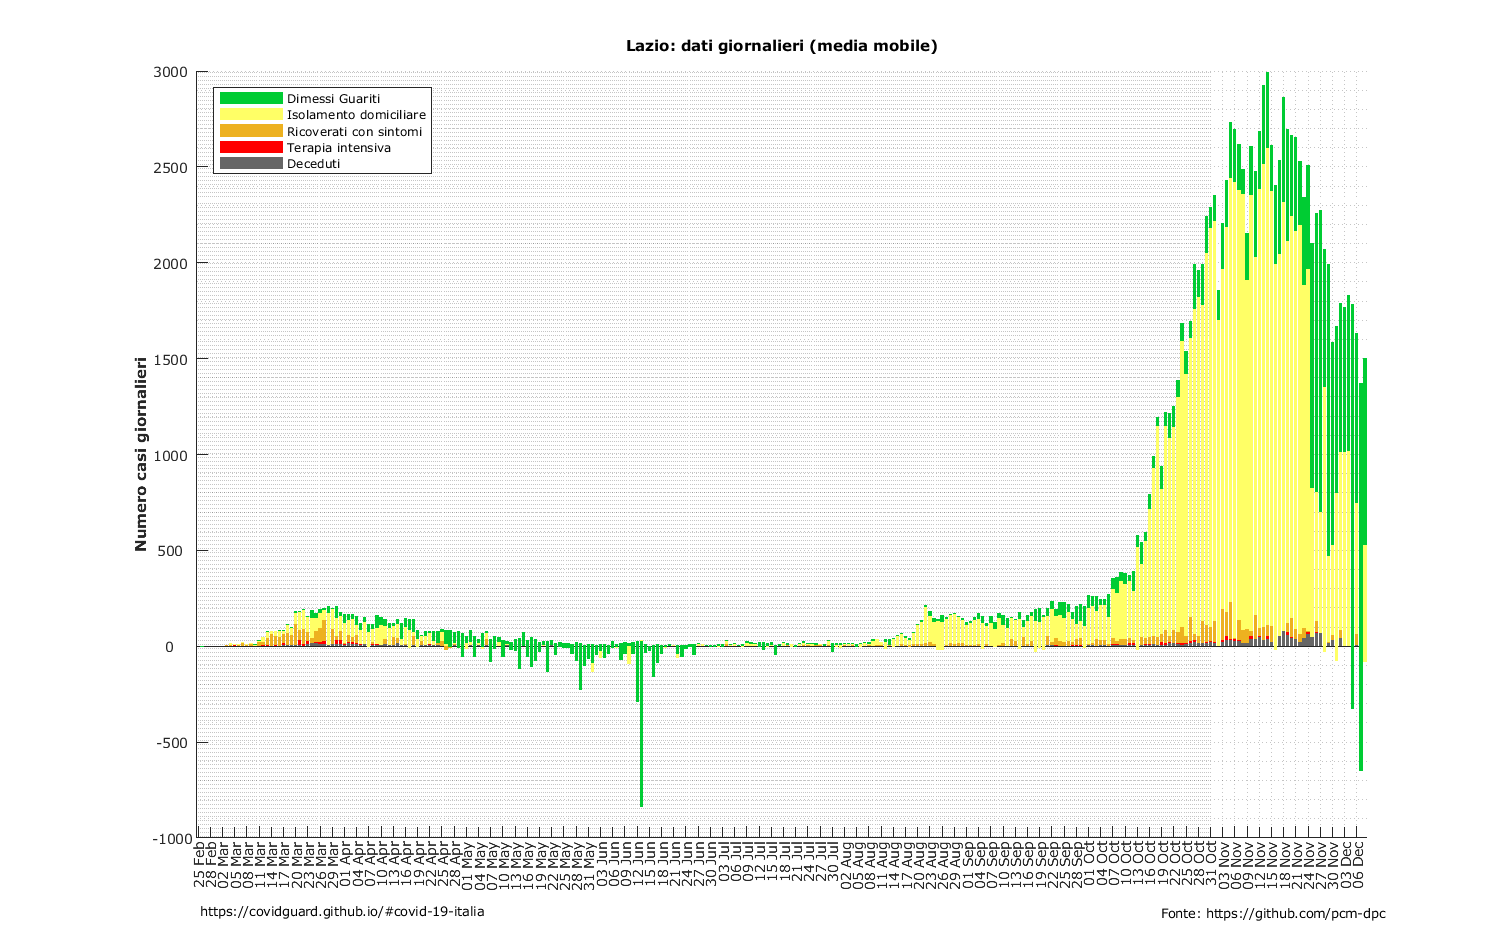 Lazio: dati giornalieri (media mobile)
Dimessi Guariti
Isolamento domiciliare
Ricoverati con sintomi
Terapia intensiva
Deceduti
Numero casi giornalieri
3000
2500
2000
1500
1000
500
0
-500
-1000
25 Feb
28 Feb
02 Mar
05 Mar
08 Mar
11 Mar
14 Mar
17 Mar
20 Mar
23 Mar
26 Mar
29 Mar
01 Apr
04 Apr
07 Apr
10 Apr
13 Apr
16 Apr
19 Apr
22 Apr
25 Apr
28 Apr
01 May
04 May
07 May
10 May
13 May
16 May
19 May
22 May
25 May
28 May
31 May
03 Jun
06 Jun
09 Jun
12 Jun
15 Jun
18 Jun
21 Jun
24 Jun
27 Jun
30 Jun
03 Jul
06 Jul
09 Jul
12 Jul
15 Jul
18 Jul
21 Jul
24 Jul
27 Jul
30 Jul
02 Aug
05 Aug
08 Aug
11 Aug
14 Aug
17 Aug
20 Aug
23 Aug
26 Aug
29 Aug
01 Sep
04 Sep
07 Sep
10 Sep
13 Sep
16 Sep
19 Sep
22 Sep
25 Sep
28 Sep
01 Oct
04 Oct
07 Oct
10 Oct
13 Oct
16 Oct
19 Oct
22 Oct
25 Oct
28 Oct
31 Oct
03 Nov
06 Nov
09 Nov
12 Nov
15 Nov
18 Nov
21 Nov
24 Nov
27 Nov
30 Nov
03 Dec
06 Dec
https://covidguard.github.io/#covid-19-italia
Fonte: https://github.com/pcm-dpc